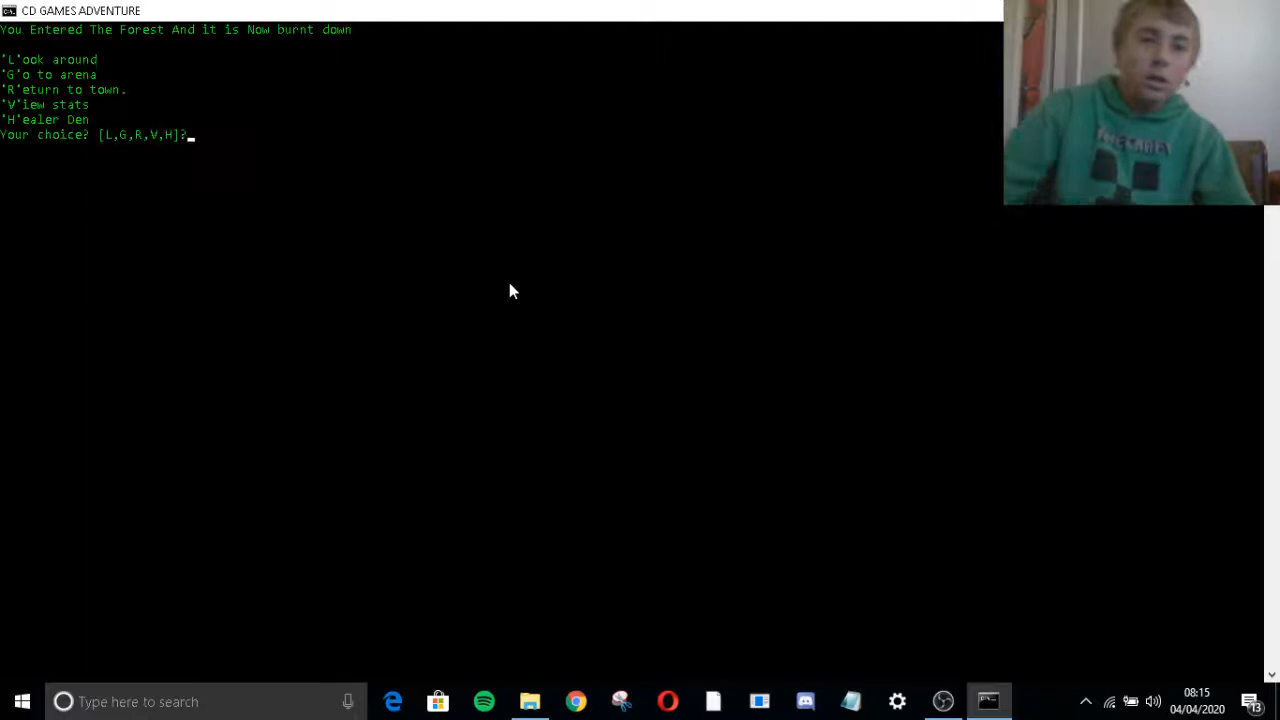 CD GAMES ADVENTURE
You Entered The Forest And it is Now burnt down
'L'ook around
'G'o to arena
'R'eturn to town.
'V'iew stats
'H'ealer Den
Your choice? [L,G,R,V,H]?
Type here to search
08:15
04/04/2020
13